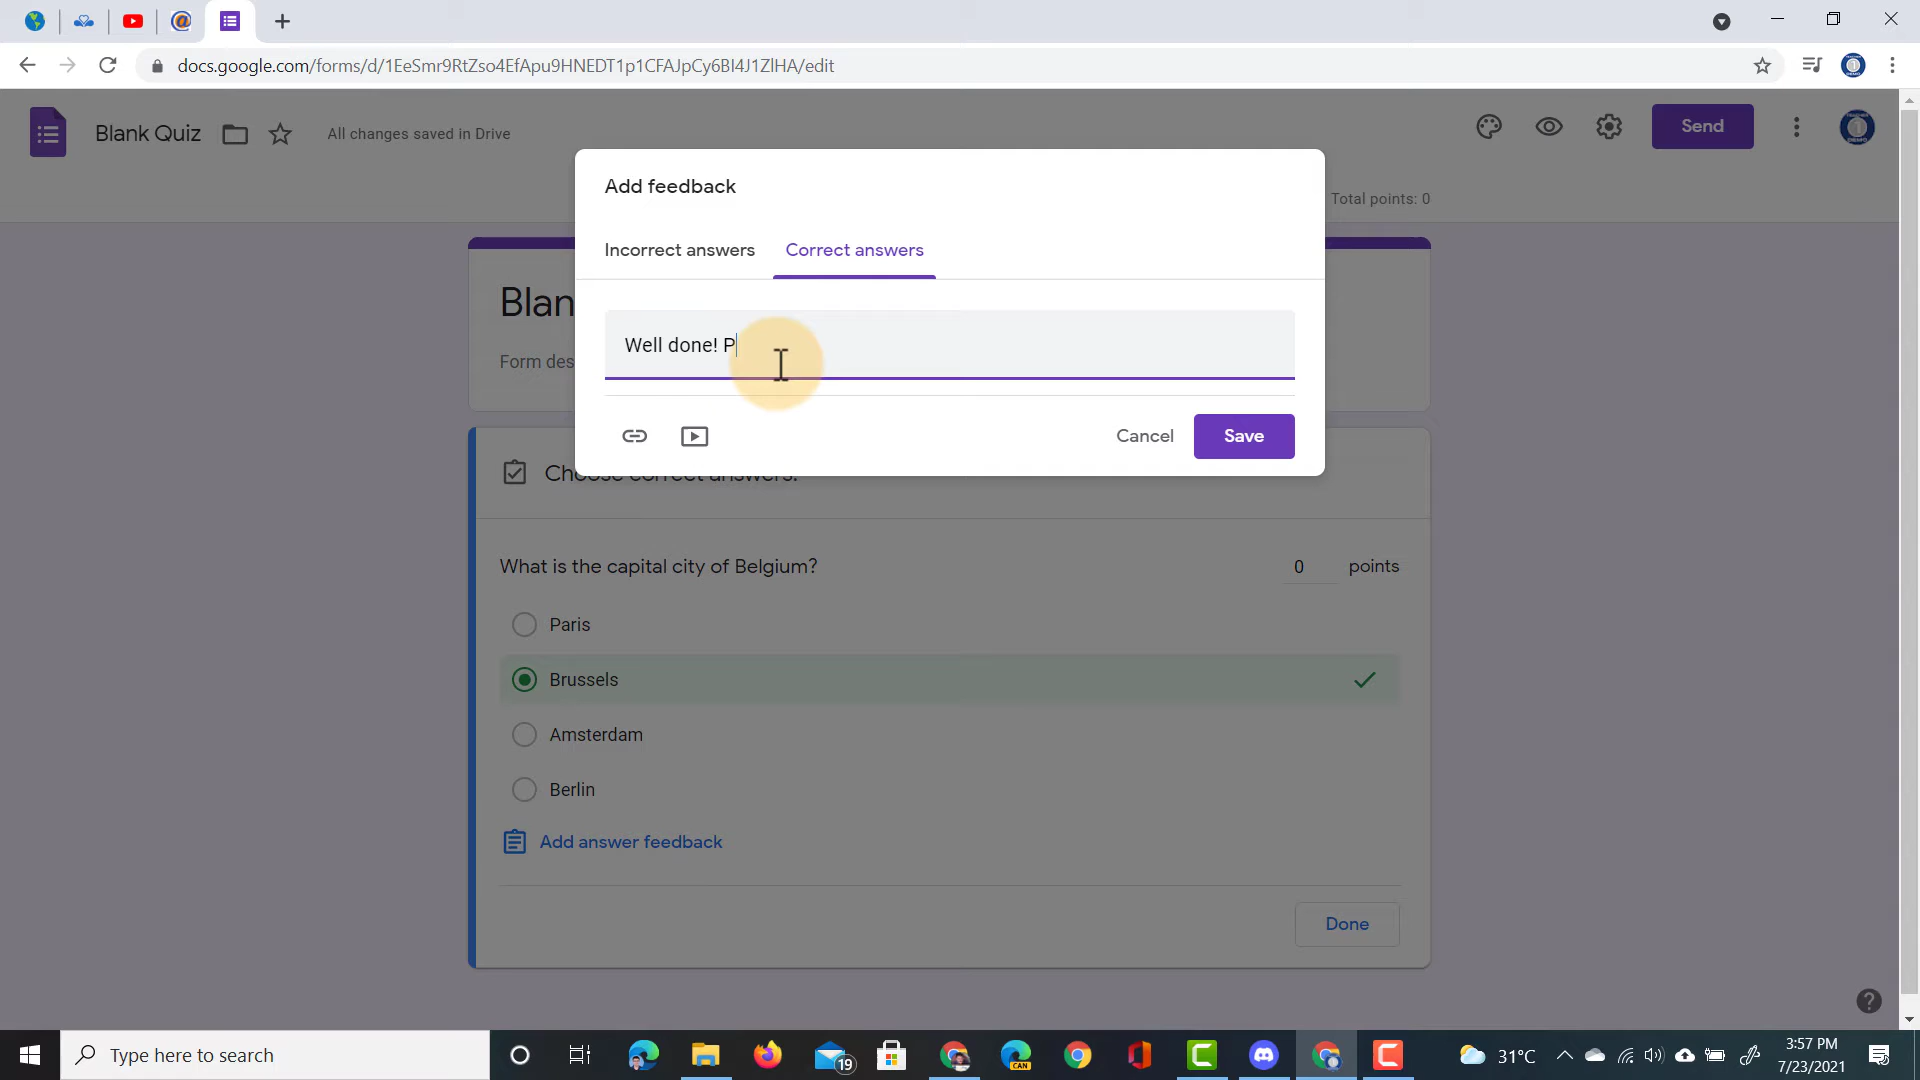 docs.google.com/forms/d/1EeSmr9RtZso4EfApu9HNEDT1p1CFAJpCy6BI4J1ZlHA/edit
Blank Quiz
All changes saved in Drive
Send
Total points: 0
Add feedback
Incorrect answers
Correct answers
Blan
Form des
Well done! P
Cancel
Save
Choose correct answers:
What is the capital city of Belgium?
0
points
Paris
Brussels
Amsterdam
Berlin
Add answer feedback
Done
Type here to search
19
CAN
31°C
3:57 PM
7/23/2021